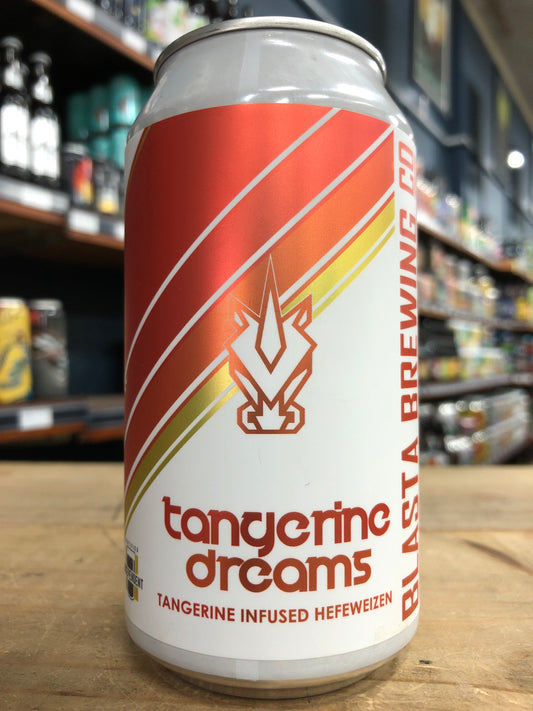 tangerine
dreams
TANGERINE INFUSED HEFEWEIZEN
BLASTA BREWING CO